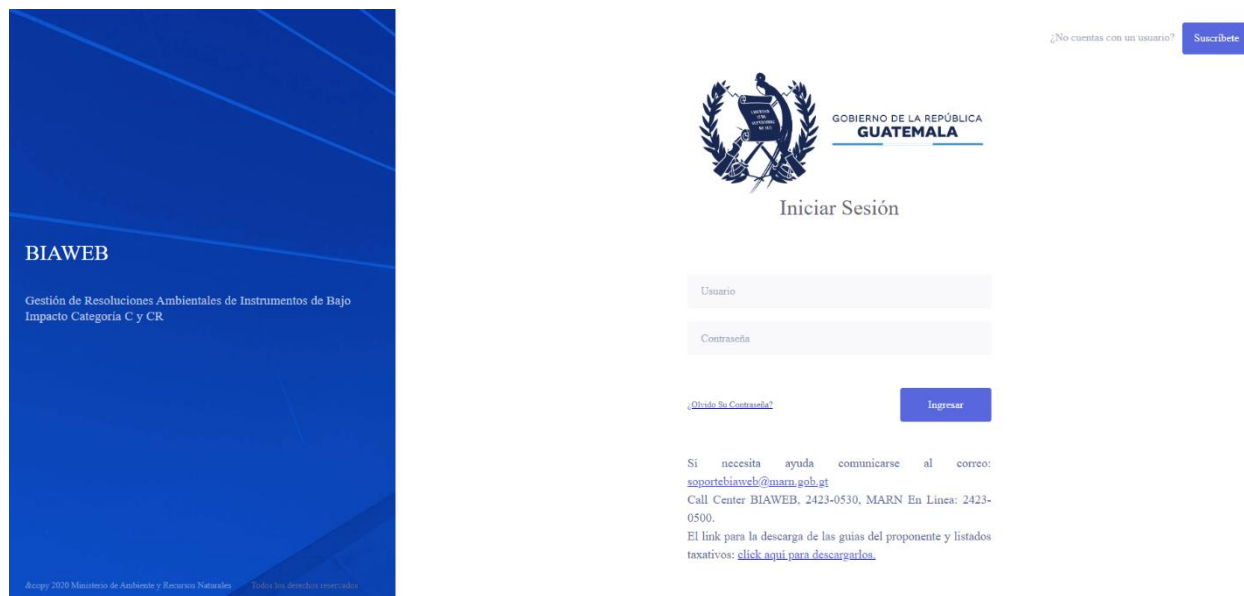 ¿No cuentas con un usuario?
Suscríbete
GOBIERNO DE LA REPÚBLICA
GUATEMALA
Iniciar Sesión
BIAWEB
Gestión de Resoluciones Ambientales de Instrumentos de Bajo
Impacto Categoría C y CR
Usuario
Contraseña
¿Olvido Su Contraseña?
Ingresar
Si necesita ayuda comunicarse al correo:
soportebiaweb@marn.gob.gt
Call Center BIAWEB, 2423-0530, MARN En Linea: 2423-
0500.
El link para la descarga de las guias del proponente y listados
taxativos: click aquí para descargarlos.
&copy 2020 Ministerio de Ambiente y Recursos Naturales
Todos los derechos reservados